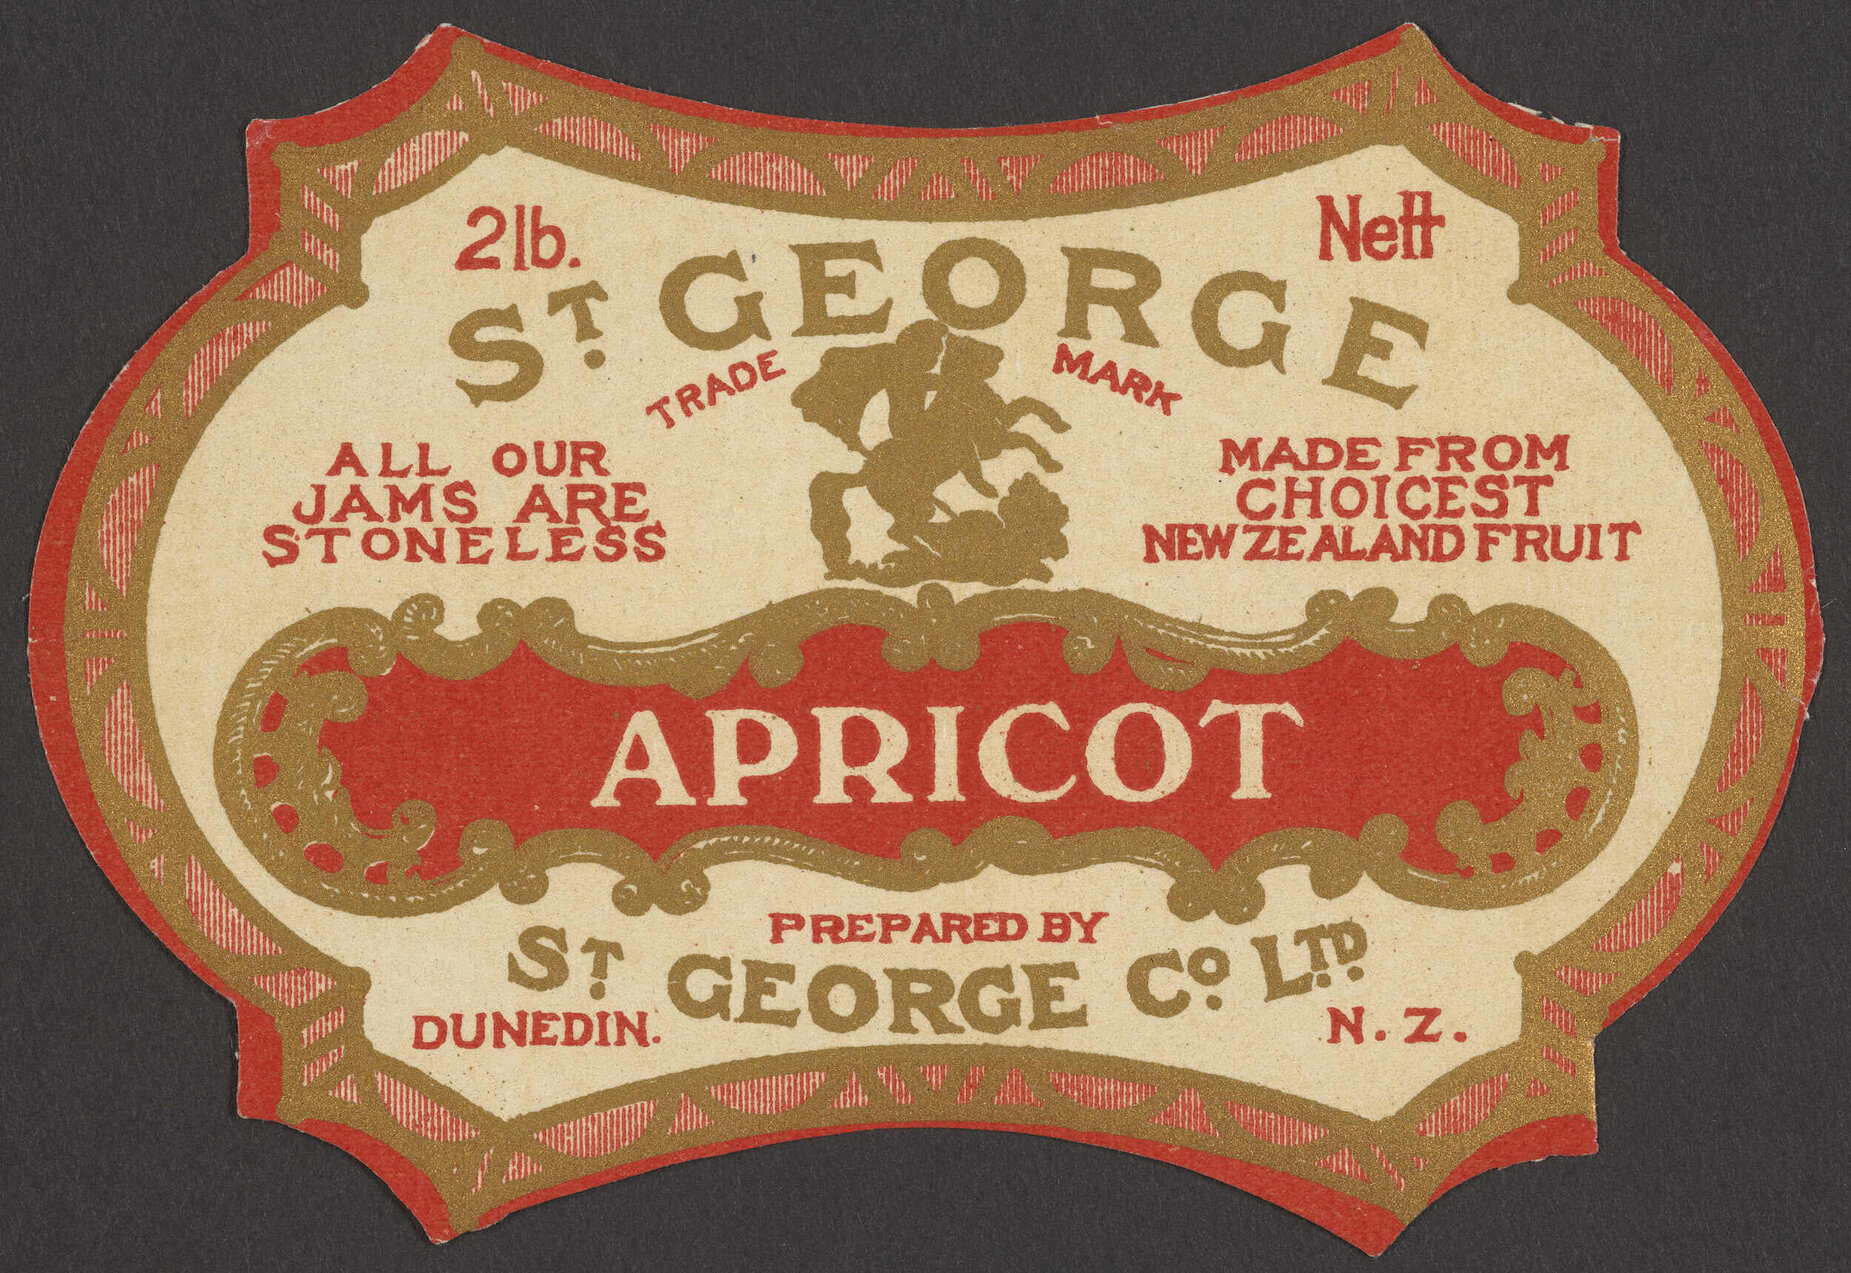 2lb. Nett
ST. GEORGE
TRADE MARK
ALL OUR
JAMS ARE
STONELESS
MADE FROM
CHOICEST
NEW ZEALAND FRUIT
APRICOT
PREPARED BY
ST. GEORGE CO. LTD.
DUNEDIN. N. Z.